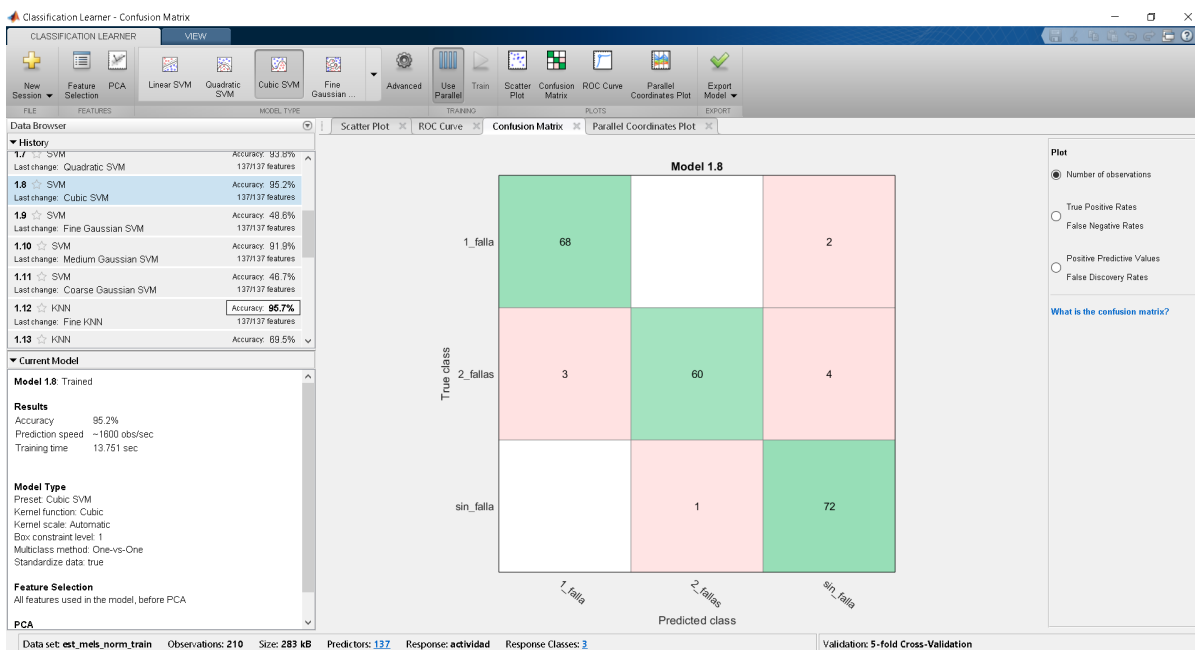 Classification Learner - Confusion Matrix
CLASSIFICATION LEARNER
VIEW
New Session
Feature Selection
PCA
Linear SVM
Quadratic SVM
Cubic SVM
Fine Gaussian ...
Advanced
Use Parallel
Train
Scatter Plot
Confusion Matrix
ROC Curve
Parallel Coordinates Plot
Export Model
FILE
FEATURES
MODEL TYPE
TRAINING
PLOTS
EXPORT
Data Browser
Scatter Plot
ROC Curve
Confusion Matrix
Parallel Coordinates Plot
History
1.7 SVM Accuracy: 93.8%
Last change: Quadratic SVM 137/137 features
1.8 SVM Accuracy: 95.2%
Last change: Cubic SVM 137/137 features
1.9 SVM Accuracy: 48.6%
Last change: Fine Gaussian SVM 137/137 features
1.10 SVM Accuracy: 91.9%
Last change: Medium Gaussian SVM 137/137 features
1.11 SVM Accuracy: 46.7%
Last change: Coarse Gaussian SVM 137/137 features
1.12 KNN Accuracy: 95.7%
Last change: Fine KNN 137/137 features
1.13 KNN Accuracy: 69.5%
Current Model
Model 1.8: Trained
Results
Accuracy 95.2%
Prediction speed ~1600 obs/sec
Training time 13.751 sec
Model Type
Preset: Cubic SVM
Kernel function: Cubic
Kernel scale: Automatic
Box constraint level: 1
Multiclass method: One-vs-One
Standardize data: true
Feature Selection
All features used in the model, before PCA
PCA
Model 1.8
1_falla 68 2
2_fallas 3 60 4
sin_falla 1 72
True class
1_falla 2_fallas sin_falla
Predicted class
Plot
Number of observations
True Positive Rates
False Negative Rates
Positive Predictive Values
False Discovery Rates
What is the confusion matrix?
Data set: est_mels_norm_train Observations: 210 Size: 283 kB Predictors: 137 Response: actividad Response Classes: 3
Validation: 5-fold Cross-Validation